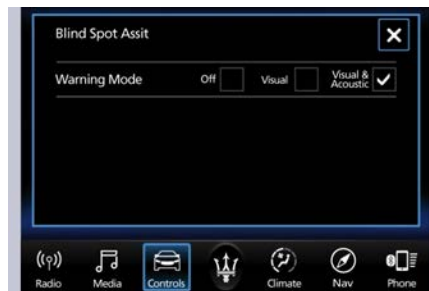 Blind Spot Assit
Warning Mode Off Visual Visual &
Acoustic
Radio Media Controls Climate Nav Phone